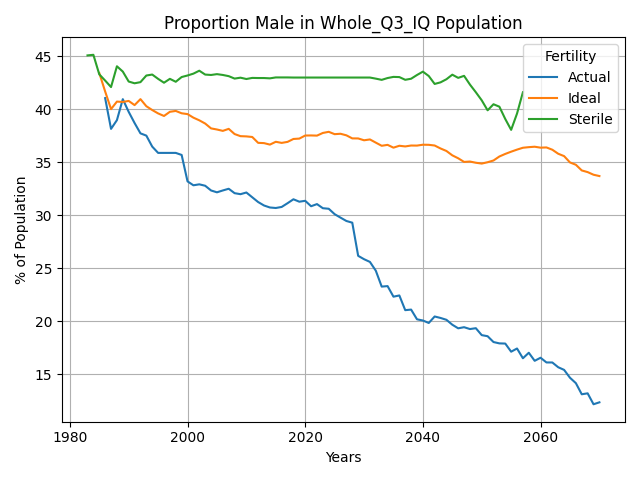 Proportion Male in Whole_Q3_IQ Population
% of Population
45
40
35
30
25
20
15
1980
2000
2020
2040
2060
Years
Fertility
Actual
Ideal
Sterile